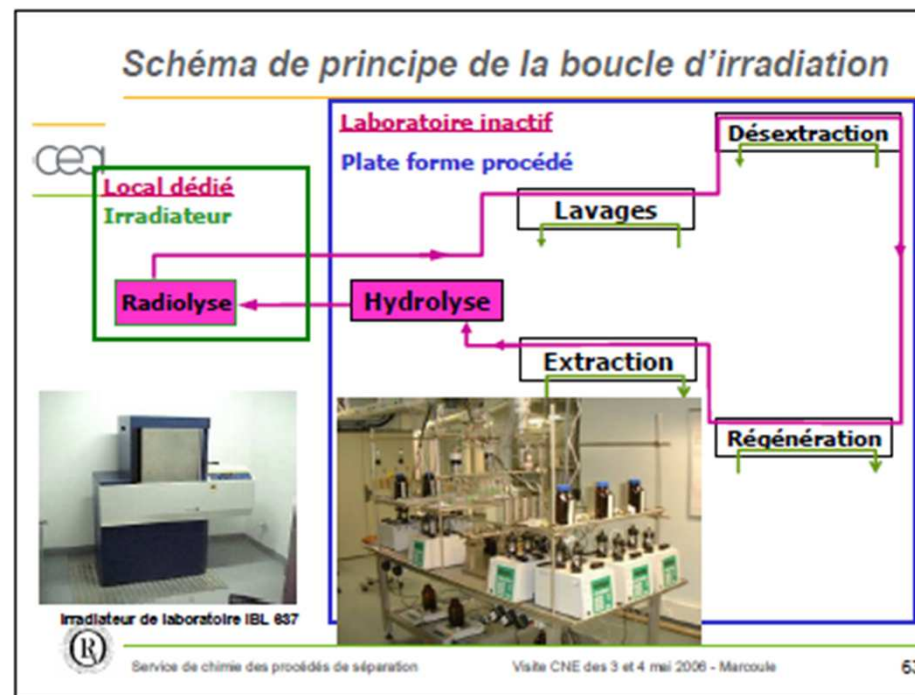 Schéma de principe de la boucle d'irradiation
cea
Laboratoire inactif
Plate forme procédé
Désextraction
Local dédié
Irradiateur
Lavages
Radiolyse
Hydrolyse
Extraction
Régénération
Irradiateur de laboratoire IBL 637
Service de chimie des procédés de séparation
Visite CNE des 3 et 4 mai 2006 - Marcoule